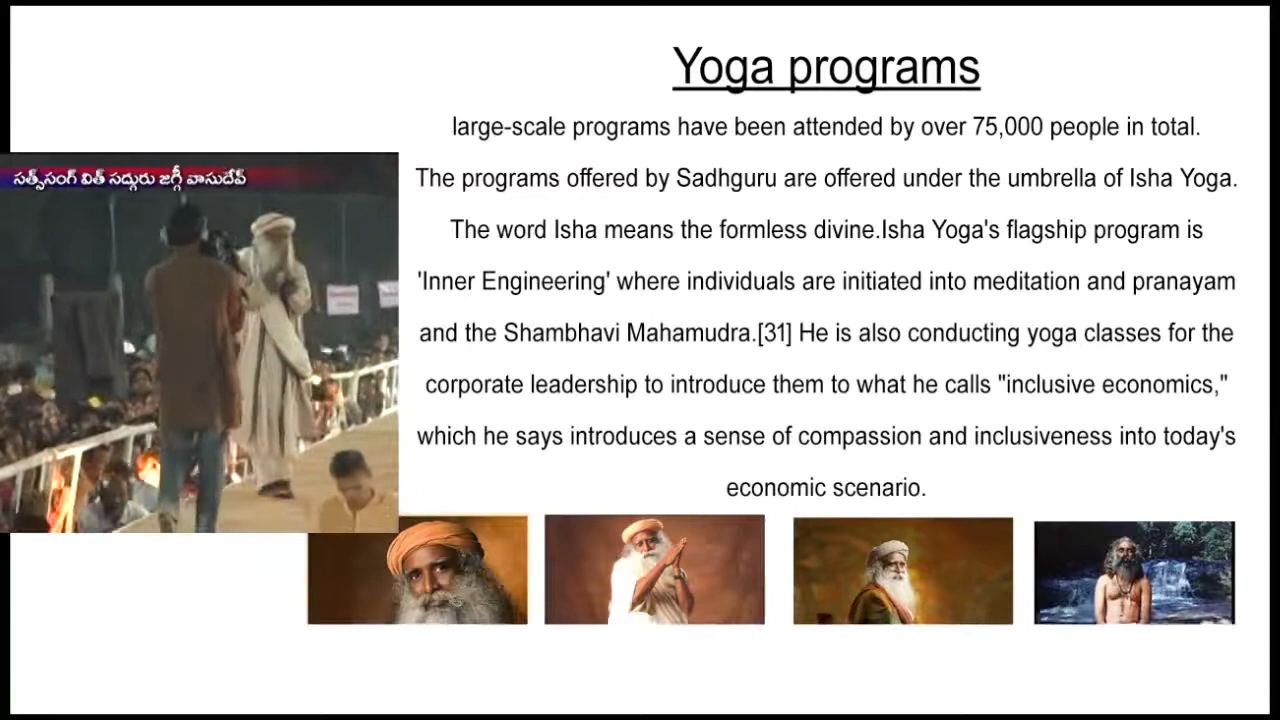 Yoga programs
large-scale programs have been attended by over 75,000 people in total.
The programs offered by Sadhguru are offered under the umbrella of Isha Yoga.
The word Isha means the formless divine.Isha Yoga's flagship program is
'Inner Engineering' where individuals are initiated into meditation and pranayam
and the Shambhavi Mahamudra.[31] He is also conducting yoga classes for the
corporate leadership to introduce them to what he calls "inclusive economics,"
which he says introduces a sense of compassion and inclusiveness into today's
economic scenario.
సత్సంగ్ విత్ సద్గురు జగ్గీ వాసుదేవ్